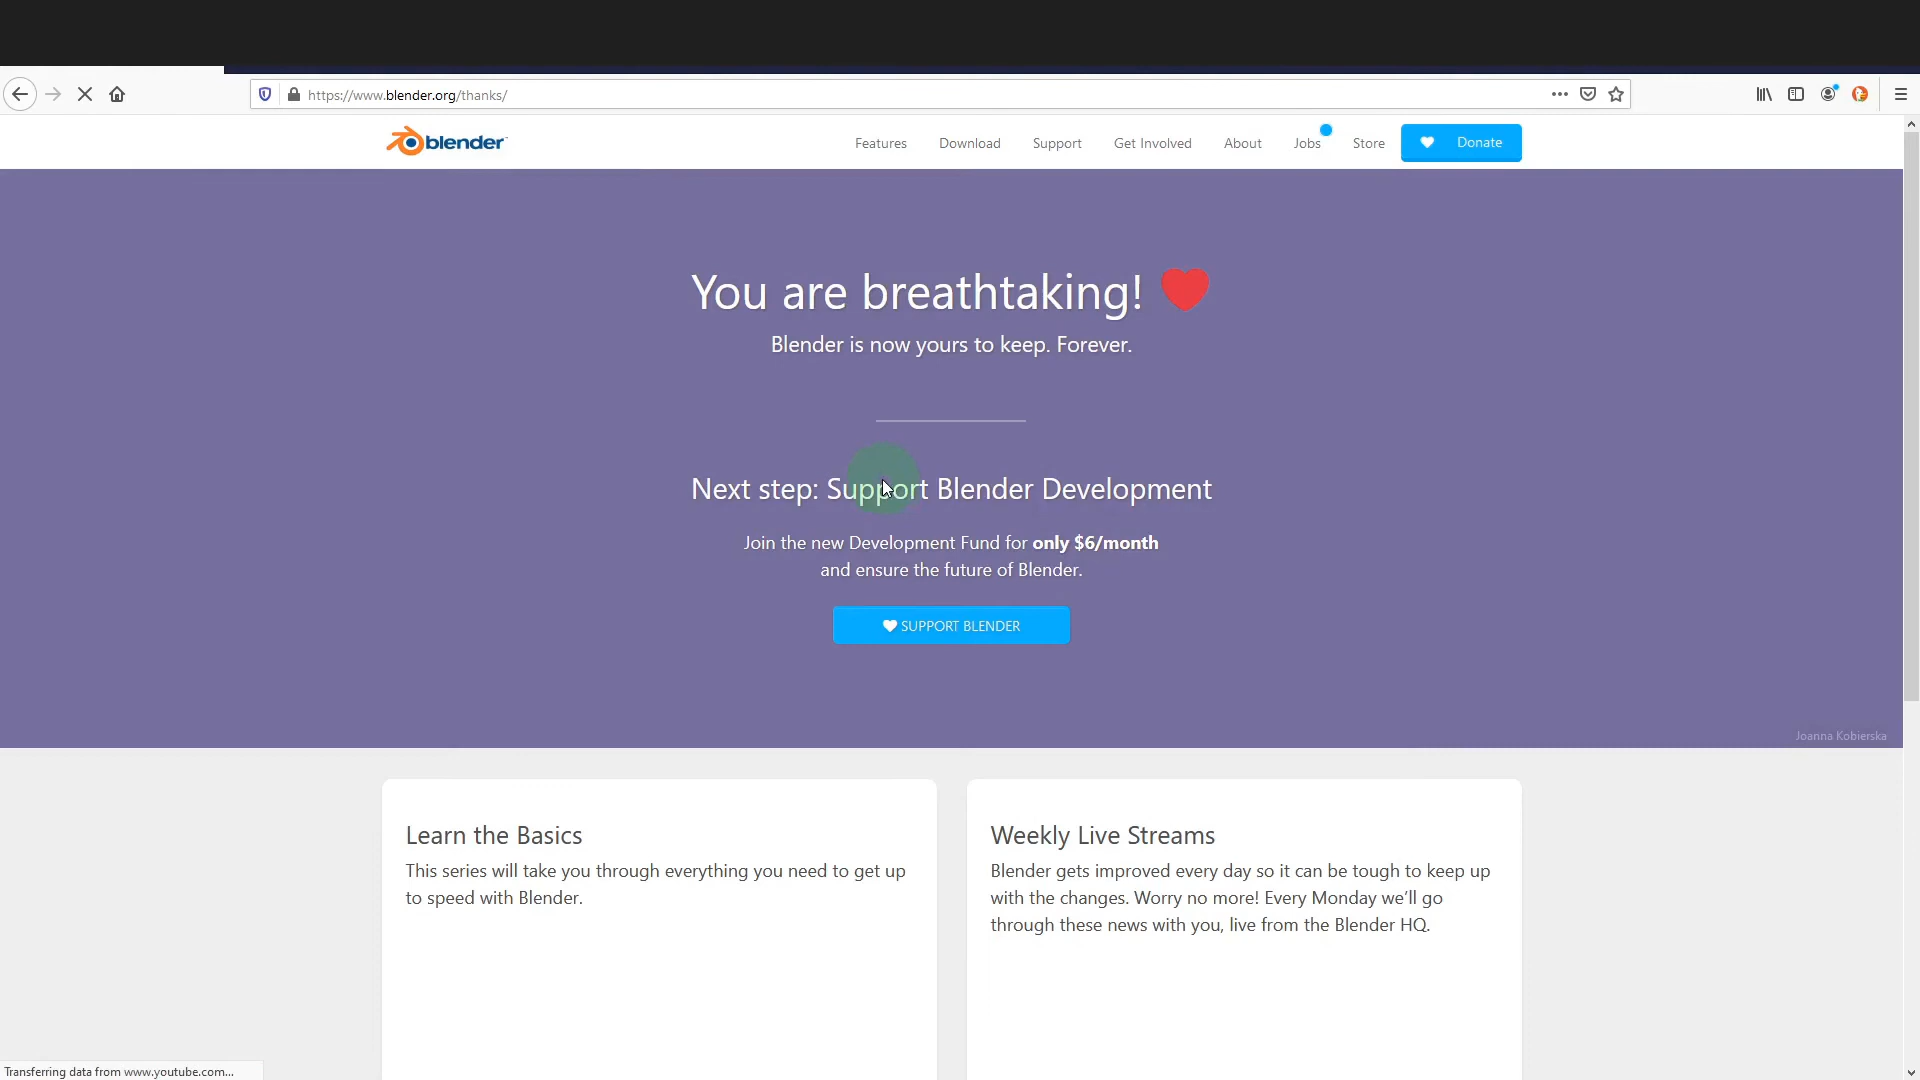 https://www.blender.org/thanks/
blender
Features Download Support Get Involved About Jobs Store Donate
You are breathtaking! ❤
Blender is now yours to keep. Forever.
Next step: Support Blender Development
Join the new Development Fund for only $6/month
and ensure the future of Blender.
SUPPORT BLENDER
Joanna Kobierska
Learn the Basics
This series will take you through everything you need to get up
to speed with Blender.
Weekly Live Streams
Blender gets improved every day so it can be tough to keep up
with the changes. Worry no more! Every Monday we’ll go
through these news with you, live from the Blender HQ.
Transferring data from www.youtube.com...